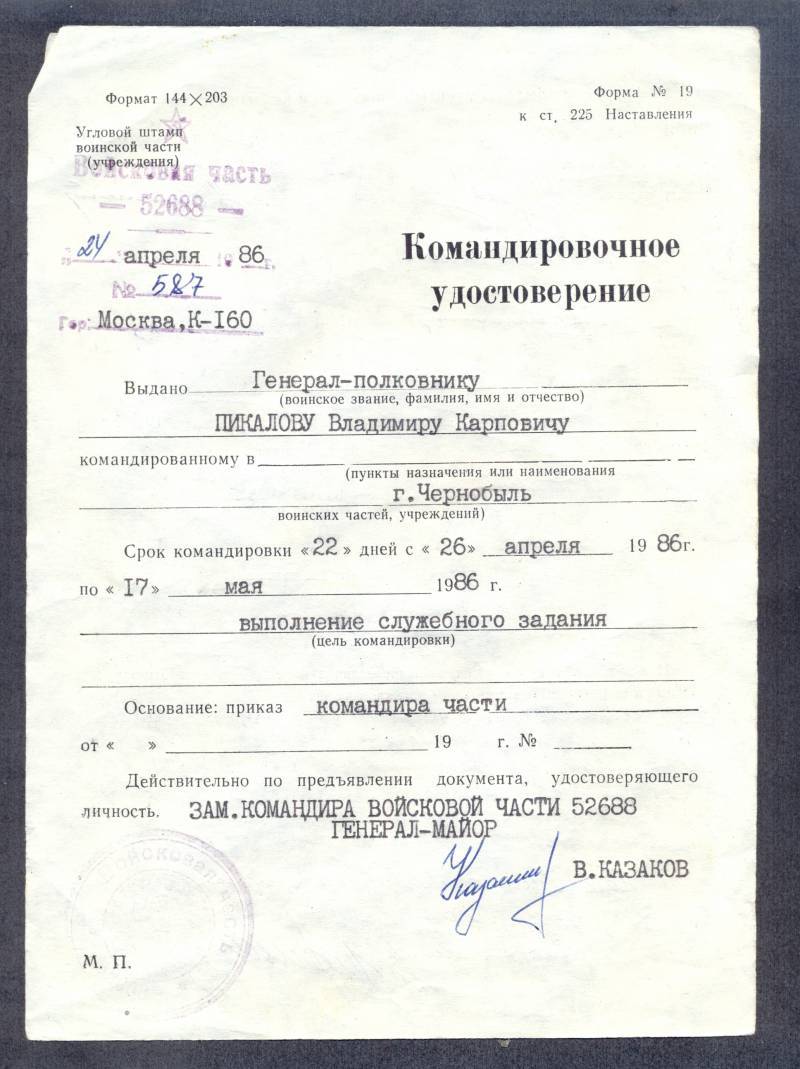 Формат 144×203
Форма № 19
к ст. 225 Наставления
Угловой штамп
воинской части
(учреждения)
Войсковая часть
— 52688 —
„24" апреля 1986г.
№ 587
Гор. Москва,К-160
Командировочное
удостоверение
Выдано Генерал-полковнику
(воинское звание, фамилия, имя и отчество)
ПИКАЛОВУ Владимиру Карповичу
командированному в
(пункты назначения или наименования
г.Чернобыль
воинских частей, учреждений)
Срок командировки «22» дней с «26» апреля 1986г.
по «17» мая 1986 г.
выполнение служебного задания
(цель командировки)
Основание: приказ командира части
от « » 19 г. №
Действительно по предъявлении документа, удостоверяющего
личность. ЗАМ.КОМАНДИРА ВОЙСКОВОЙ ЧАСТИ 52688
ГЕНЕРАЛ-МАЙОР
В.КАЗАКОВ
Войсковая часть
М. П.